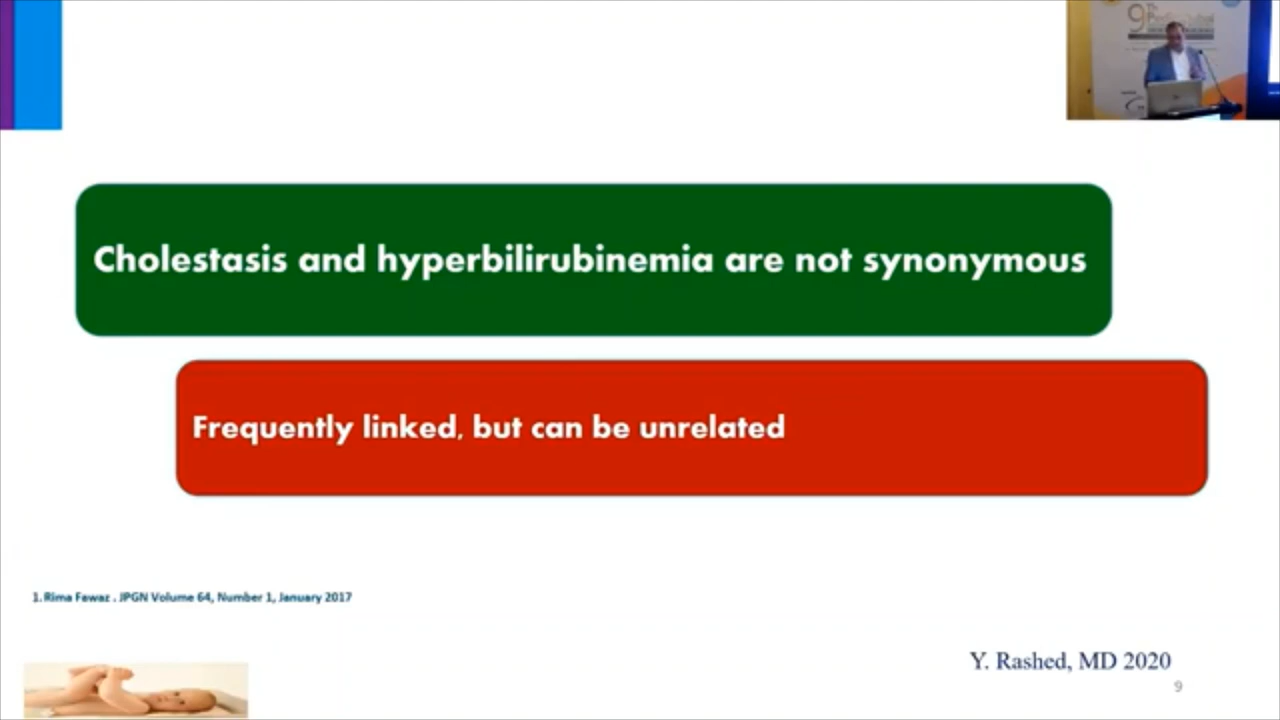 Cholestasis and hyperbilirubinemia are not synonymous
Frequently linked, but can be unrelated
1. Rima Fawaz . JPGN Volume 64, Number 1, January 2017
Y. Rashed, MD 2020
9